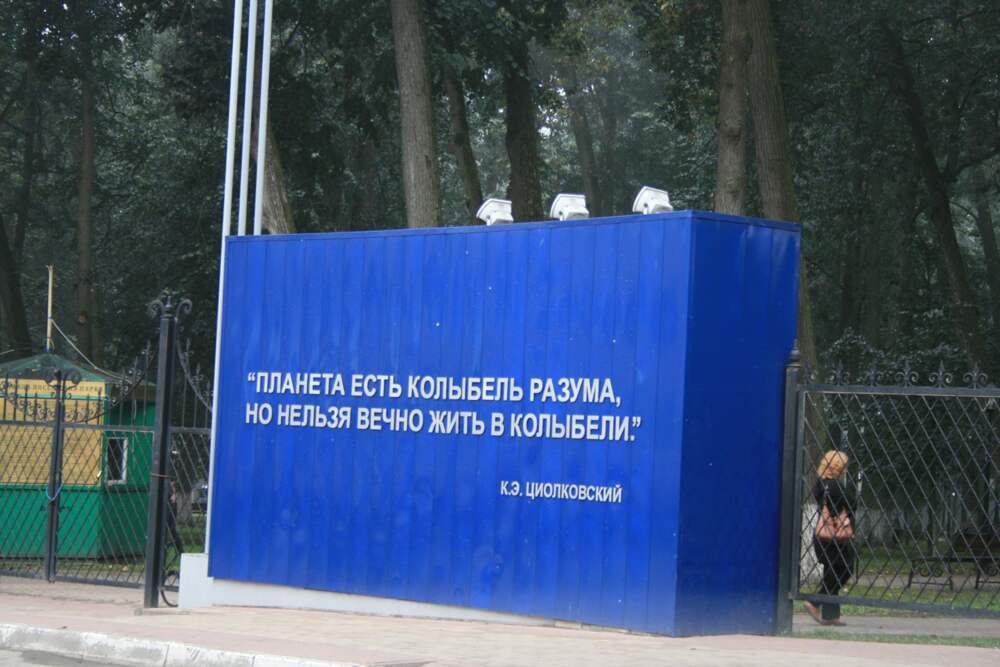 “ПЛАНЕТА ЕСТЬ КОЛЫБЕЛЬ РАЗУМА,
НО НЕЛЬЗЯ ВЕЧНО ЖИТЬ В КОЛЫБЕЛИ.”
К.Э. ЦИОЛКОВСКИЙ